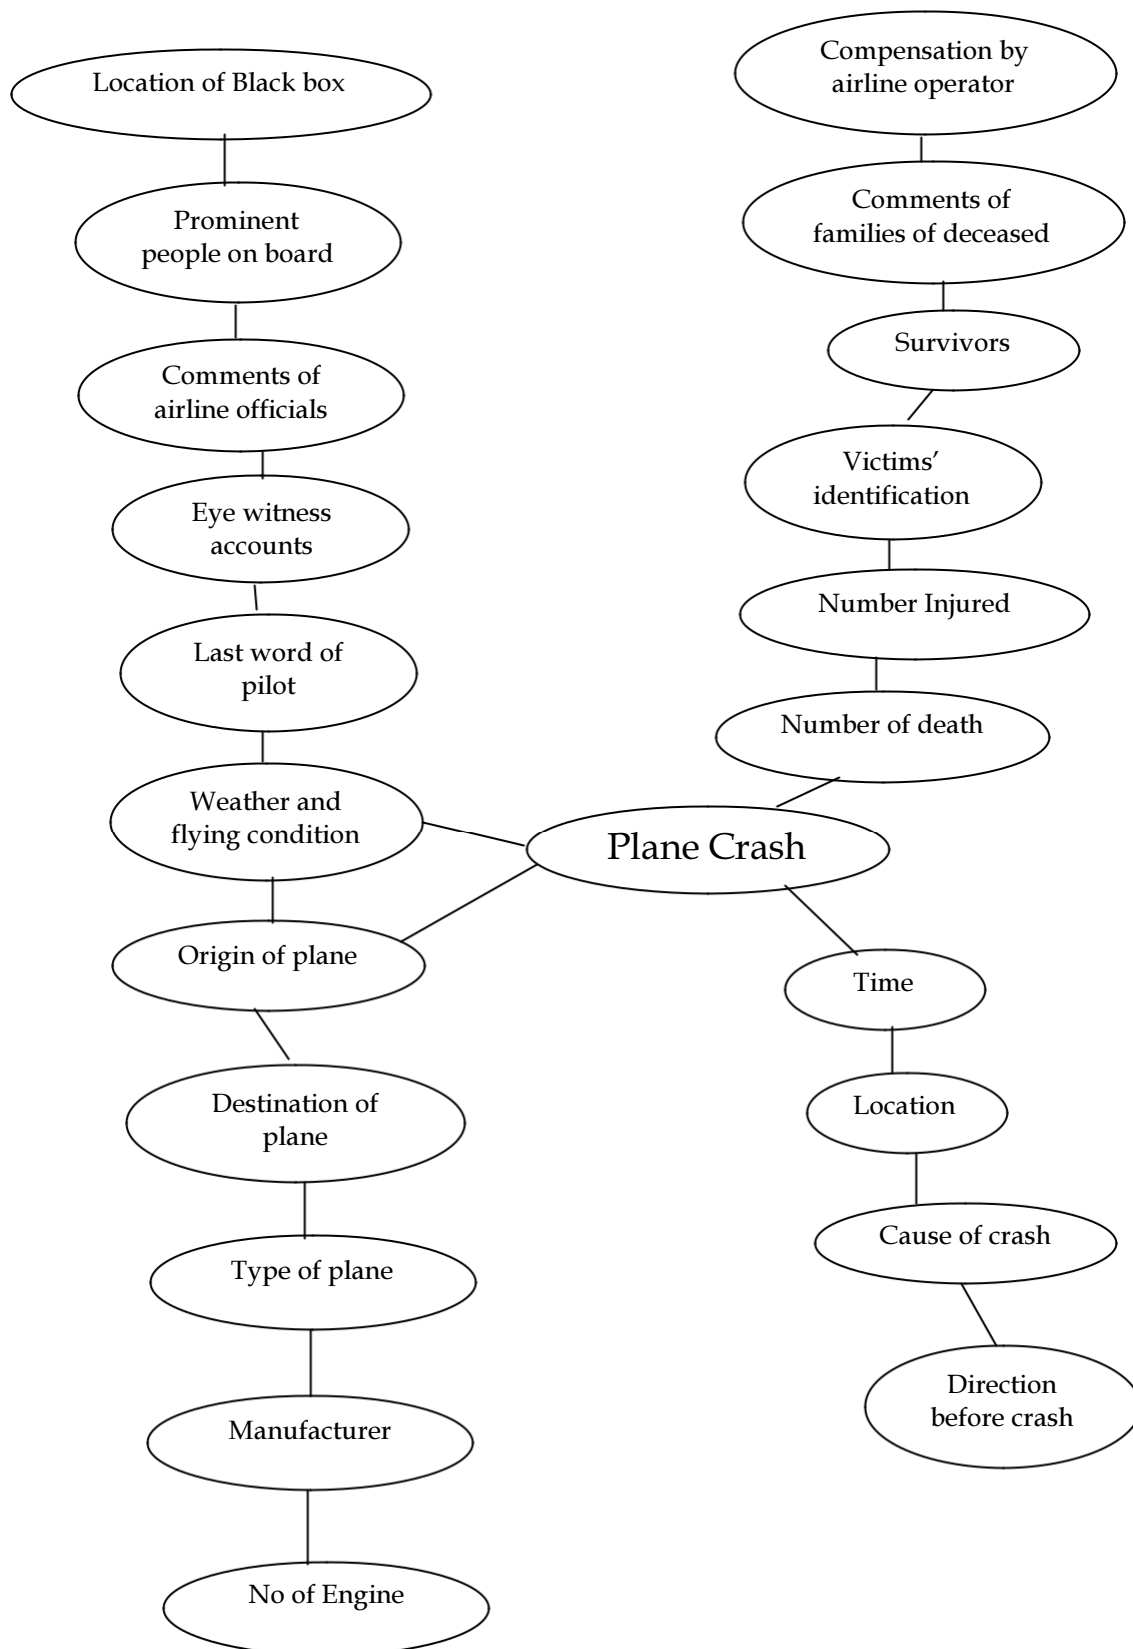 Location of Black box
Prominent
people on board
Comments of
airline officials
Eye witness
accounts
Last word of
pilot
Weather and
flying condition
Origin of plane
Destination of
plane
Type of plane
Manufacturer
No of Engine
Plane Crash
Compensation by
airline operator
Comments of
families of deceased
Survivors
Victims’
identification
Number Injured
Number of death
Time
Location
Cause of crash
Direction
before crash